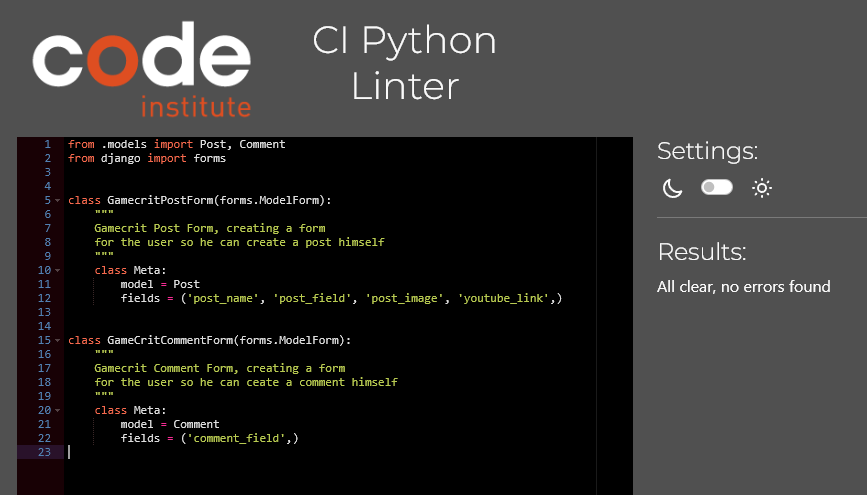 code
institute
CI Python
Linter
1 from .models import Post, Comment
2 from django import forms
3
4
5 class GamecritPostForm(forms.ModelForm):
6     """
7     Gamecrit Post Form, creating a form
8     for the user so he can create a post himself
9     """
10     class Meta:
11         model = Post
12         fields = ('post_name', 'post_field', 'post_image', 'youtube_link',)
13
14
15 class GameCritCommentForm(forms.ModelForm):
16     """
17     Gamecrit Comment Form, creating a form
18     for the user so he can ceate a comment himself
19     """
20     class Meta:
21         model = Comment
22         fields = ('comment_field',)
23
Settings:
Results:
All clear, no errors found